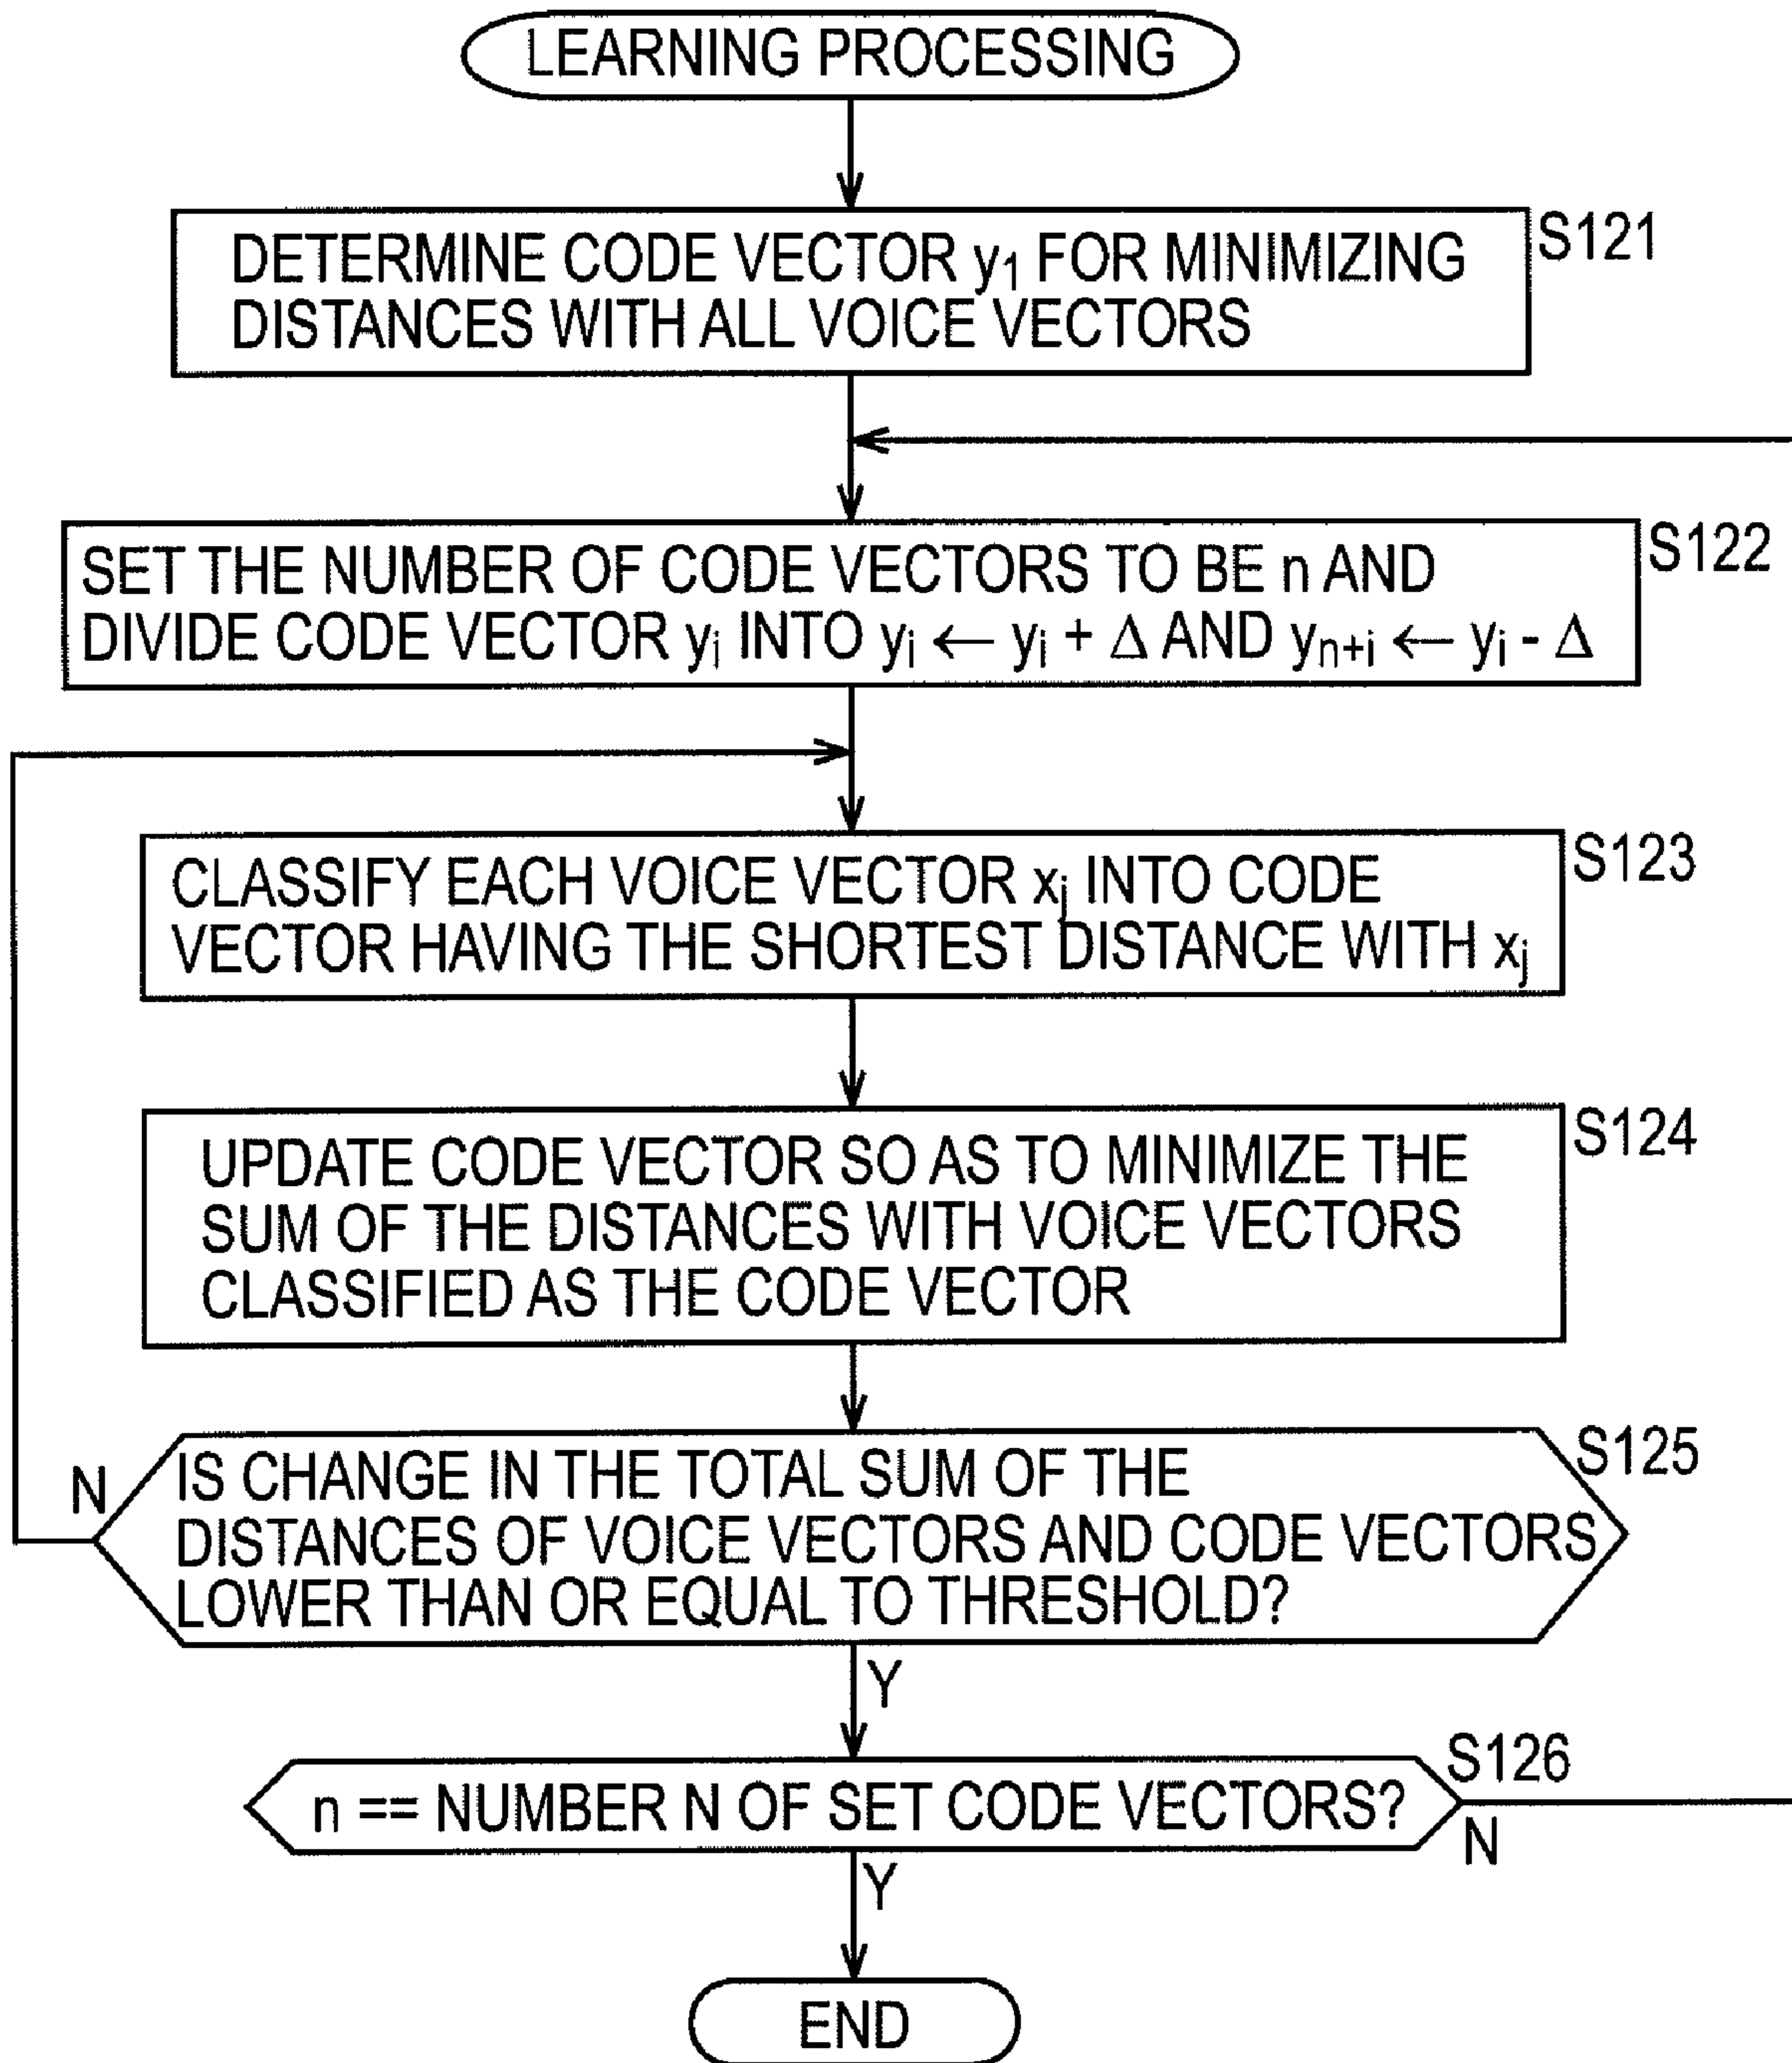 LEARNING PROCESSING
S121
DETERMINE CODE VECTOR y₁ FOR MINIMIZING
DISTANCES WITH ALL VOICE VECTORS
S122
SET THE NUMBER OF CODE VECTORS TO BE n AND
DIVIDE CODE VECTOR yᵢ INTO yᵢ ← yᵢ + Δ AND yₙ₊ᵢ ← yᵢ - Δ
S123
CLASSIFY EACH VOICE VECTOR xⱼ INTO CODE
VECTOR HAVING THE SHORTEST DISTANCE WITH xⱼ
S124
UPDATE CODE VECTOR SO AS TO MINIMIZE THE
SUM OF THE DISTANCES WITH VOICE VECTORS
CLASSIFIED AS THE CODE VECTOR
S125
N
IS CHANGE IN THE TOTAL SUM OF THE
DISTANCES OF VOICE VECTORS AND CODE VECTORS
LOWER THAN OR EQUAL TO THRESHOLD?
Y
S126
n == NUMBER N OF SET CODE VECTORS?
N
Y
END